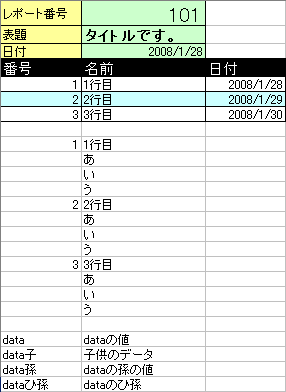 レポート番号 101
表題 タイトルです。
日付 2008/1/28
番号 名前 日付
1 1行目 2008/1/28
2 2行目 2008/1/29
3 3行目 2008/1/30
1 1行目
あ
い
う
2 2行目
あ
い
う
3 3行目
あ
い
う
data dataの値
data子 子供のデータ
data孫 dataの孫の値
dataひ孫 dataのひ孫